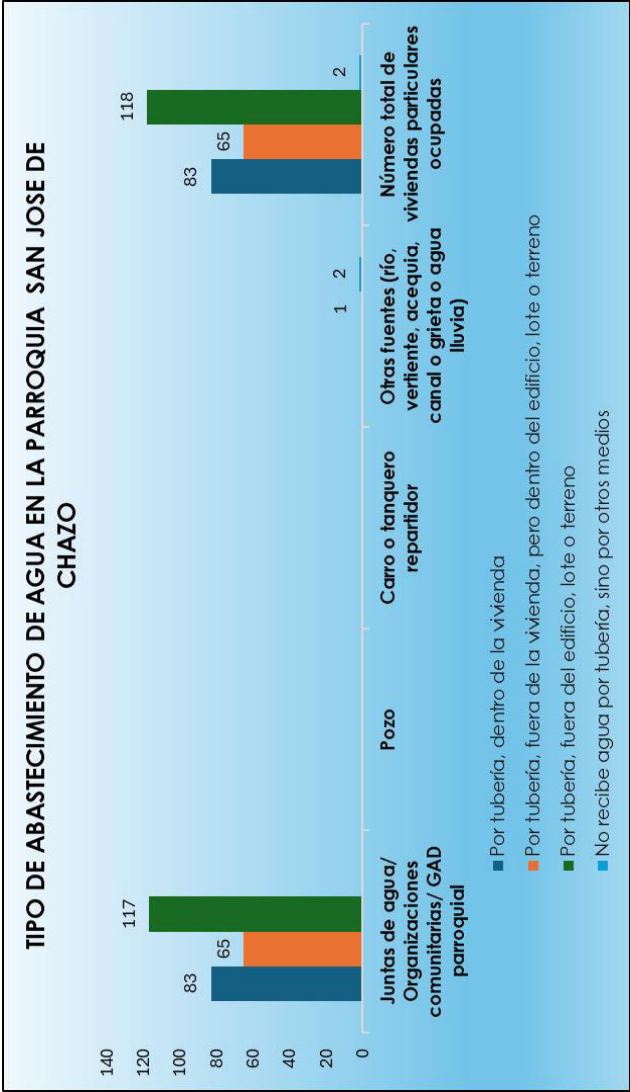 TIPO DE ABASTECIMIENTO DE AGUA EN LA PARROQUIA SAN JOSE DE
CHAZO
140
120
100
80
60
40
20
0
83
65
117
1
2
83
65
118
2
Juntas de agua/
Organizaciones
comunitarias/ GAD
parroquial
Pozo
Carro o tanquero
repartidor
Otras fuentes (río,
vertiente, acequia,
canal o grieta o agua
lluvia)
Número total de
viviendas particulares
ocupadas
Por tubería, dentro de la vivienda
Por tubería, fuera de la vivienda, pero dentro del edificio, lote o terreno
Por tubería, fuera del edificio, lote o terreno
No recibe agua por tubería, sino por otros medios